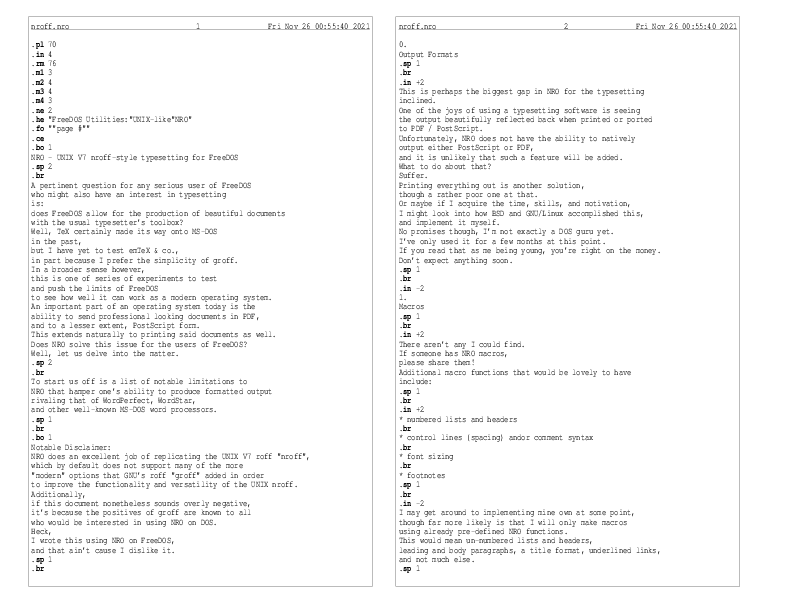 nroff.nro 1 Fri Nov 26 00:55:40 2021
.pl 70
.in 4
.rm 76
.m1 3
.m2 4
.m3 4
.m4 3
.ne 2
.he "FreeDOS Utilities:"UNIX-like"NRO"
.fo ""page #""
.ce
.bo 1
NRO - UNIX V7 nroff-style typesetting for FreeDOS
.sp 2
.br
A pertinent question for any serious user of FreeDOS
who might also have an interest in typesetting
is:
does FreeDOS allow for the production of beautiful documents
with the usual typesetter's toolbox?
Well, TeX certainly made its way onto MS-DOS
in the past,
but I have yet to test emTeX & co.,
in part because I prefer the simplicity of groff.
In a broader sense however,
this is one of series of experiments to test
and push the limits of FreeDOS
to see how well it can work as a modern operating system.
An important part of an operating system today is the
ability to send professional looking documents in PDF,
and to a lesser extent, PostScript form.
This extends naturally to printing said documents as well.
Does NRO solve this issue for the users of FreeDOS?
Well, let us delve into the matter.
.sp 2
.br
To start us off is a list of notable limitations to
NRO that hamper one's ability to produce formatted output
rivaling that of WordPerfect, WordStar,
and other well-known MS-DOS word processors.
.sp 1
.br
.bo 1
Notable Disclaimer:
NRO does an excellent job of replicating the UNIX V7 roff "nroff",
which by default does not support many of the more
"modern" options that GNU's roff "groff" added in order
to improve the functionality and versatility of the UNIX nroff.
Additionally,
if this document nonetheless sounds overly negative,
it's because the positives of groff are known to all
who would be interested in using NRO on DOS.
Heck,
I wrote this using NRO on FreeDOS,
and that ain't cause I dislike it.
.sp 1
.br
nroff.nro 2 Fri Nov 26 00:55:40 2021
0.
Output Formats
.sp 1
.br
.in +2
This is perhaps the biggest gap in NRO for the typesetting
inclined.
One of the joys of using a typesetting software is seeing
the output beautifully reflected back when printed or ported
to PDF / PostScript.
Unfortunately, NRO does not have the ability to natively
output either PostScript or PDF,
and it is unlikely that such a feature will be added.
What to do about that?
Suffer.
Printing everything out is another solution,
though a rather poor one at that.
Or maybe if I acquire the time, skills, and motivation,
I might look into how BSD and GNU/Linux accomplished this,
and implement it myself.
No promises though, I'm not exactly a DOS guru yet.
I've only used it for a few months at this point.
If you read that as me being young, you're right on the money.
Don't expect anything soon.
.sp 1
.br
.in -2
1.
Macros
.sp 1
.br
.in +2
There aren't any I could find.
If someone has NRO macros,
please share them!
Additional macro functions that would be lovely to have
include:
.sp 1
.br
.in +2
* numbered lists and headers
.br
* control lines (spacing) andor comment syntax
.br
* font sizing
.br
* footnotes
.sp 1
.br
.in -2
I may get around to implementing mine own at some point,
though far more likely is that I will only make macros
using already pre-defined NRO functions.
This would mean un-numbered lists and headers,
leading and body paragraphs, a title format, underlined links,
and not much else.
.sp 1